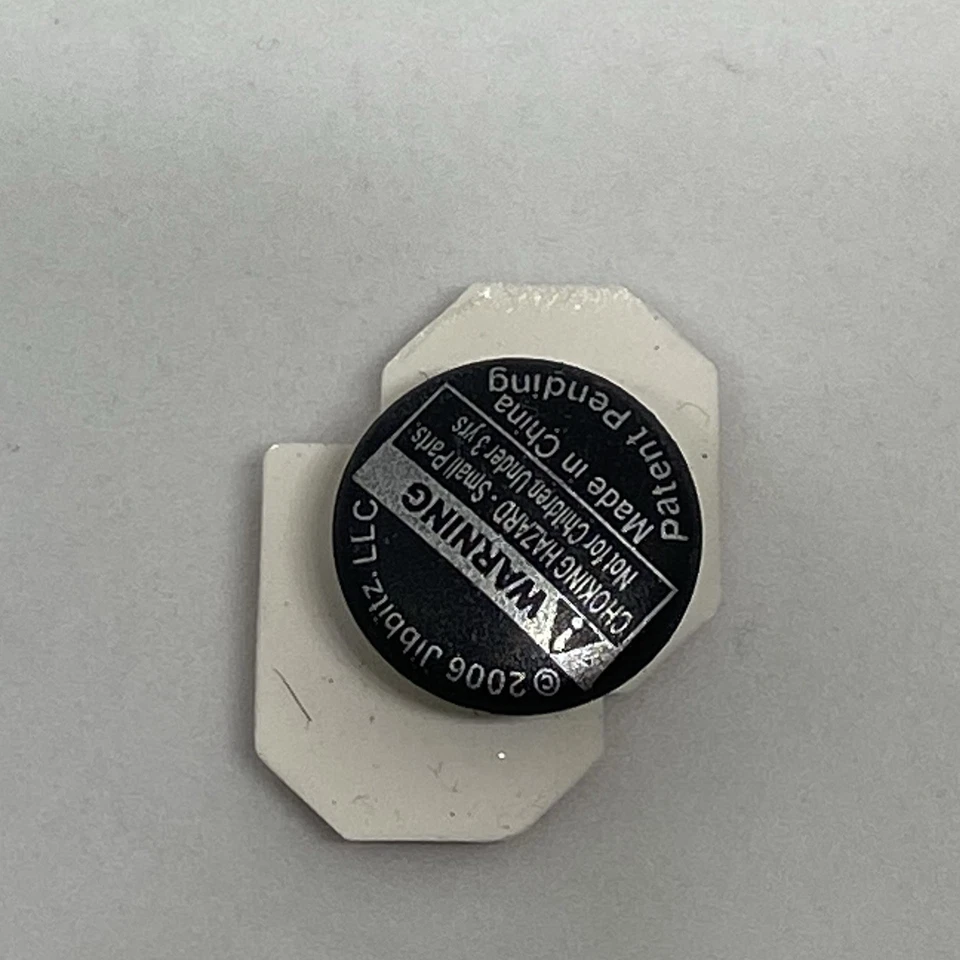 © 2006 Jibbitz, LLC
WARNING
CHOKING HAZARD - Small Parts.
Not for Children Under 3 yrs
Made in China
Patent Pending